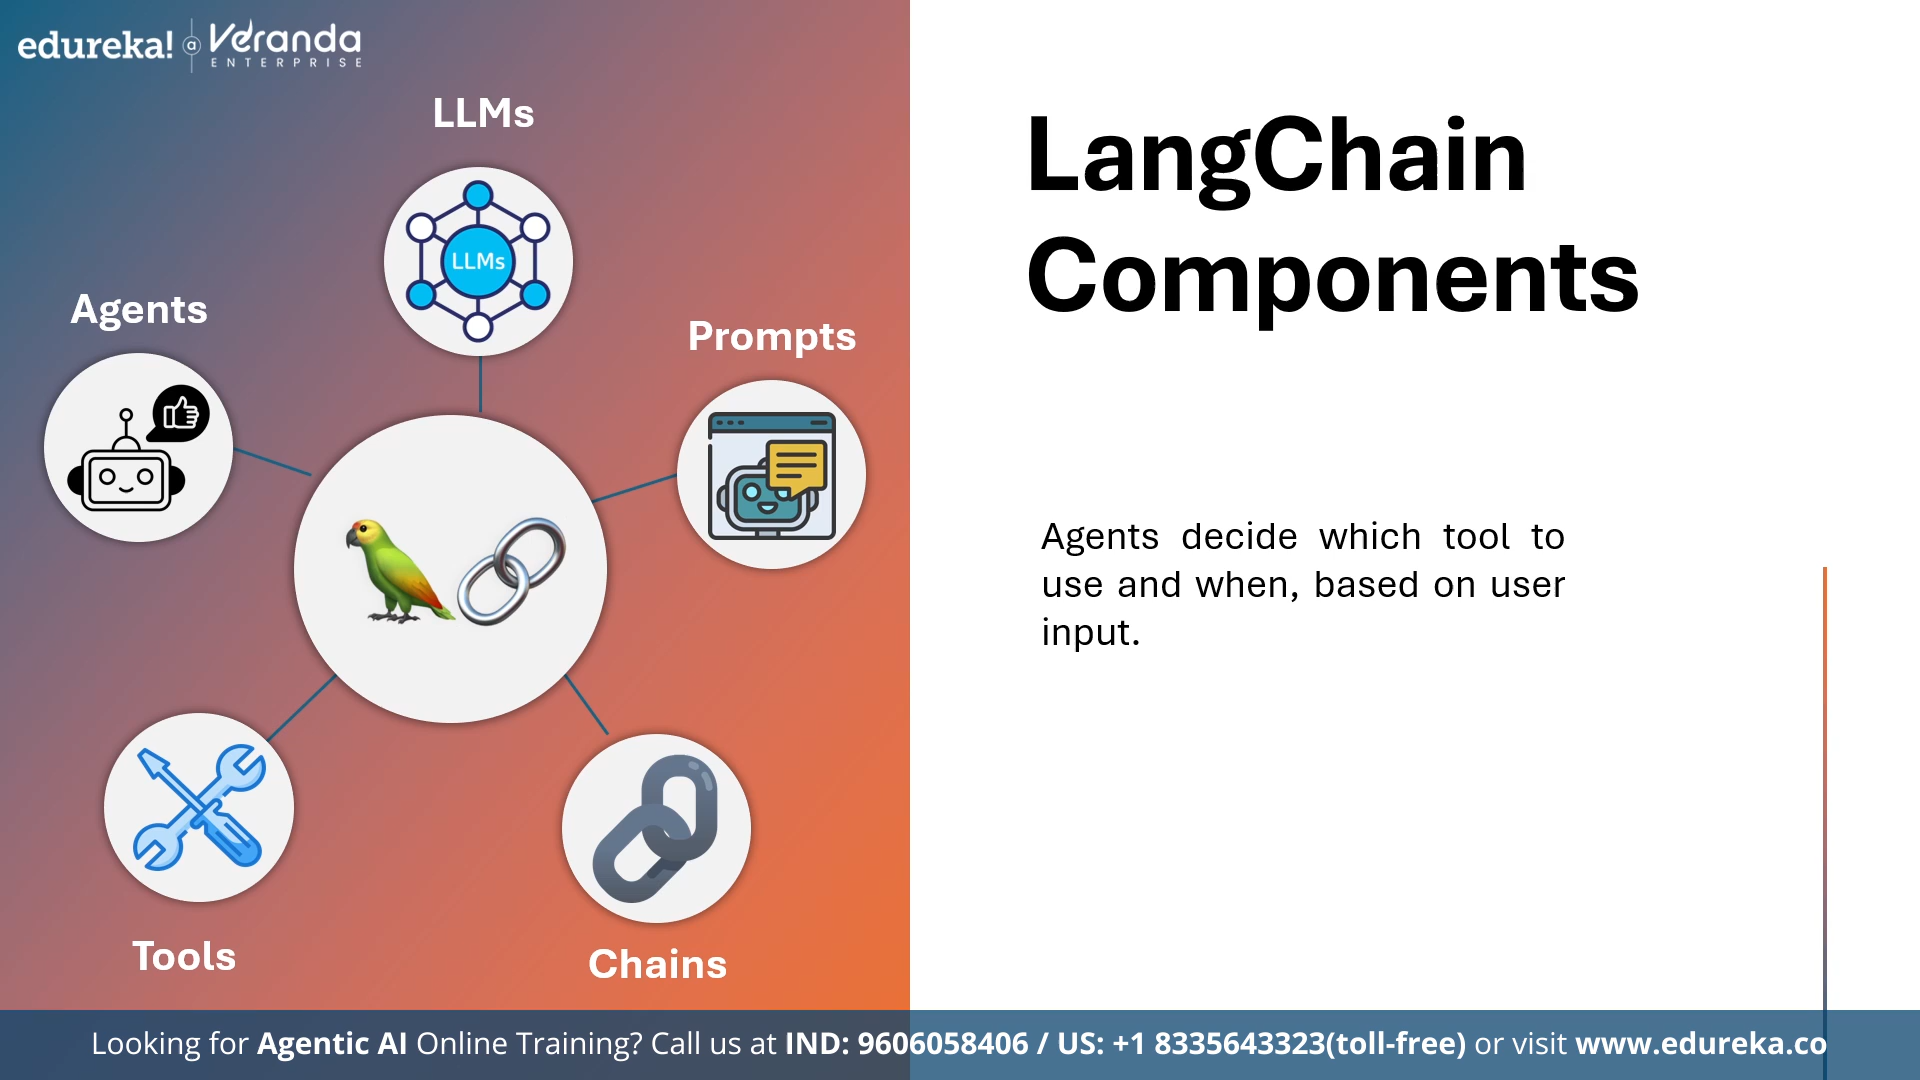 edureka! a Veranda
ENTERPRISE
LLMs
LLMs
Agents
Prompts
Tools
Chains
LangChain
Components
Agents decide which tool to
use and when, based on user
input.
Looking for Agentic AI Online Training? Call us at IND: 9606058406 / US: +1 8335643323(toll-free) or visit www.edureka.co